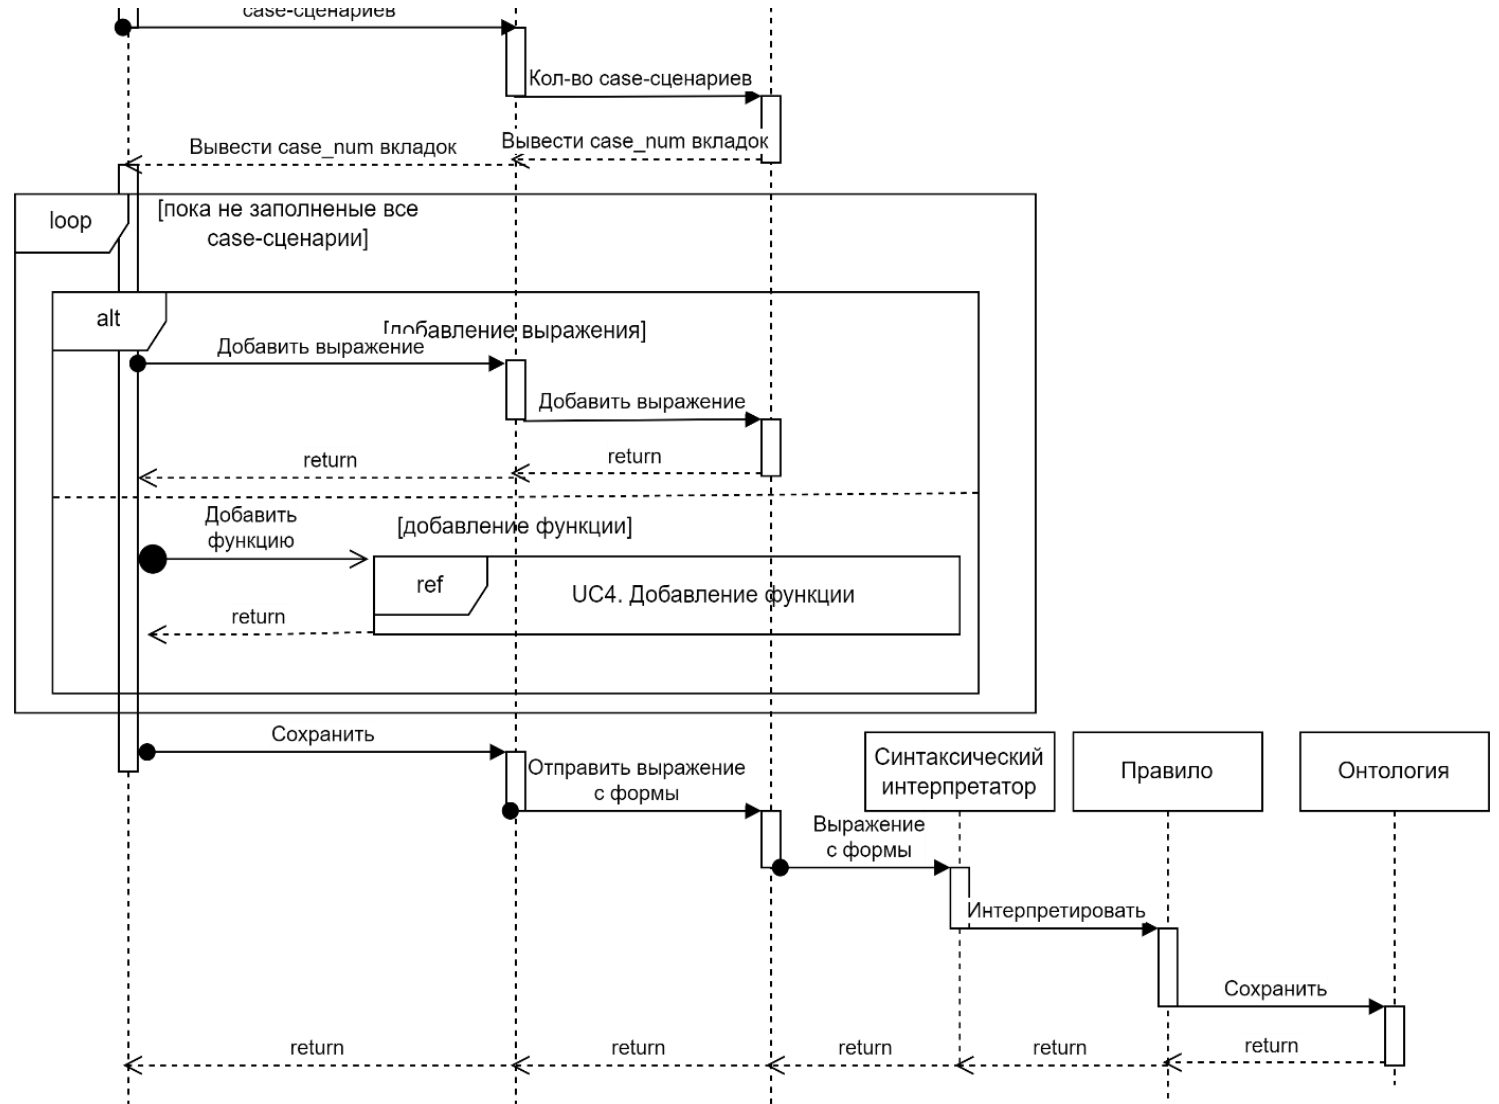 case-сценариев
Кол-во case-сценариев
Вывести case_num вкладок
Вывести case_num вкладок
loop
[пока не заполненые все
case-сценарии]
alt
[добавление выражения]
Добавить выражение
Добавить выражение
return
return
Добавить
функцию
[добавление функции]
ref
UC4. Добавление функции
return
Сохранить
Отправить выражение
с формы
Синтаксический
интерпретатор
Правило
Онтология
Выражение
с формы
Интерпретировать
Сохранить
return
return
return
return
return